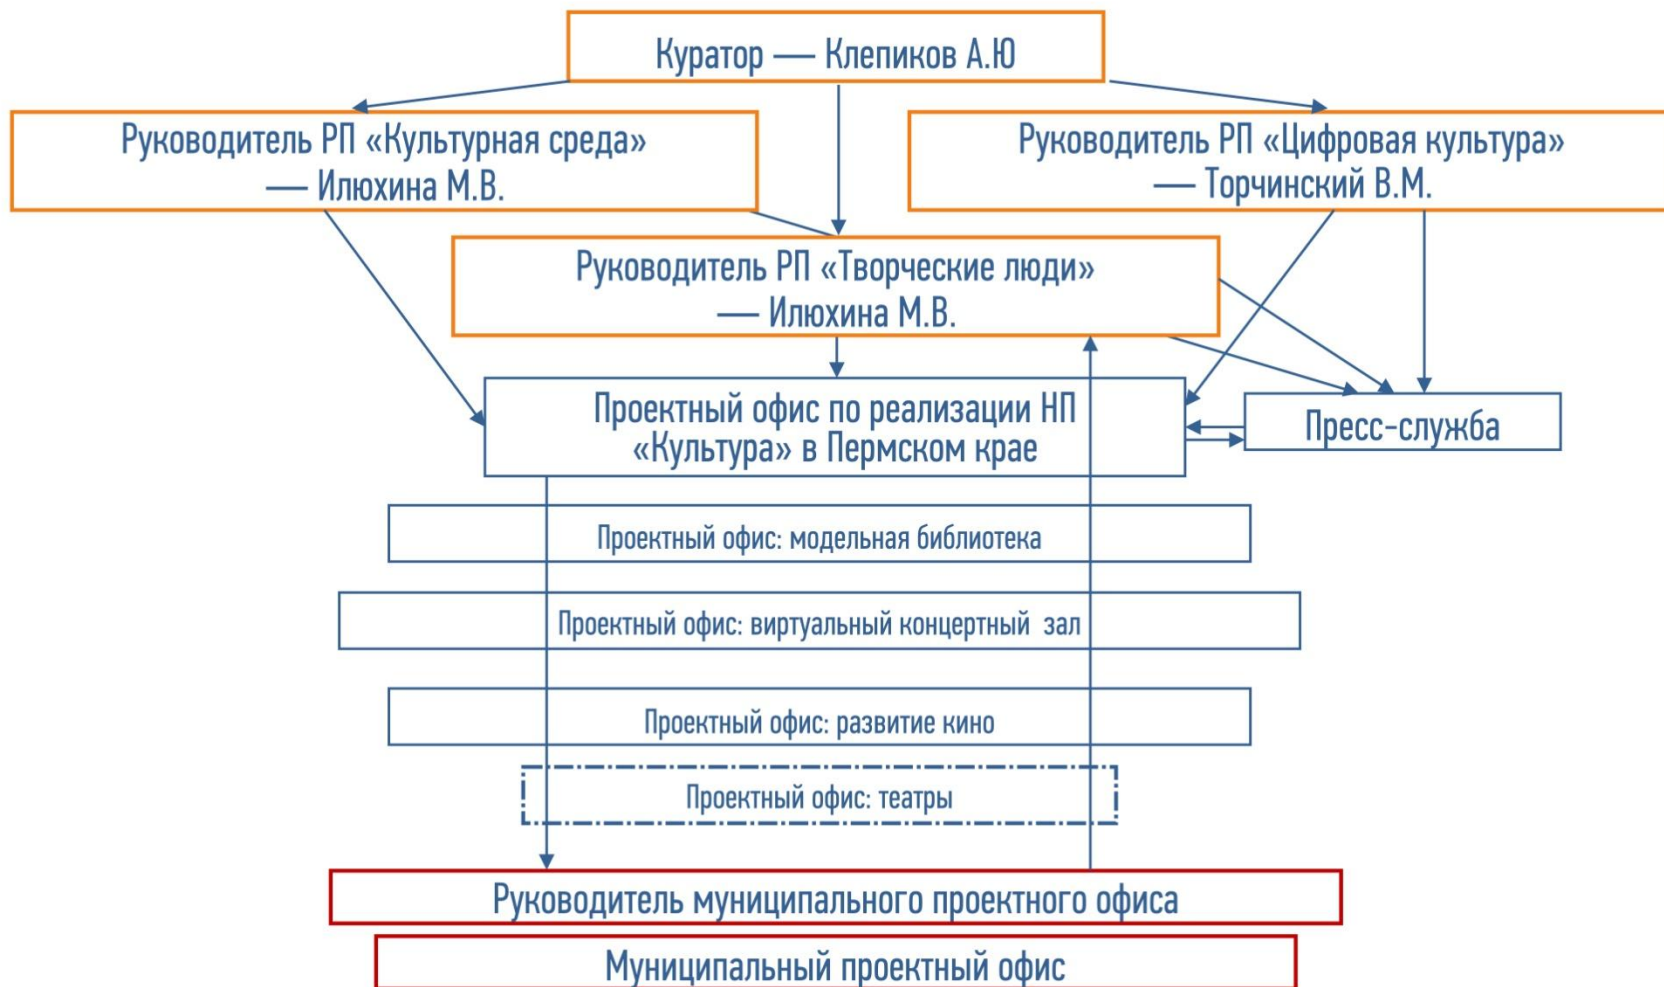 Куратор — Клепиков А.Ю
Руководитель РП «Культурная среда»
— Илюхина М.В.
Руководитель РП «Цифровая культура»
— Торчинский В.М.
Руководитель РП «Творческие люди»
— Илюхина М.В.
Проектный офис по реализации НП
«Культура» в Пермском крае
Пресс-служба
Проектный офис: модельная библиотека
Проектный офис: виртуальный концертный зал
Проектный офис: развитие кино
Проектный офис: театры
Руководитель муниципального проектного офиса
Муниципальный проектный офис